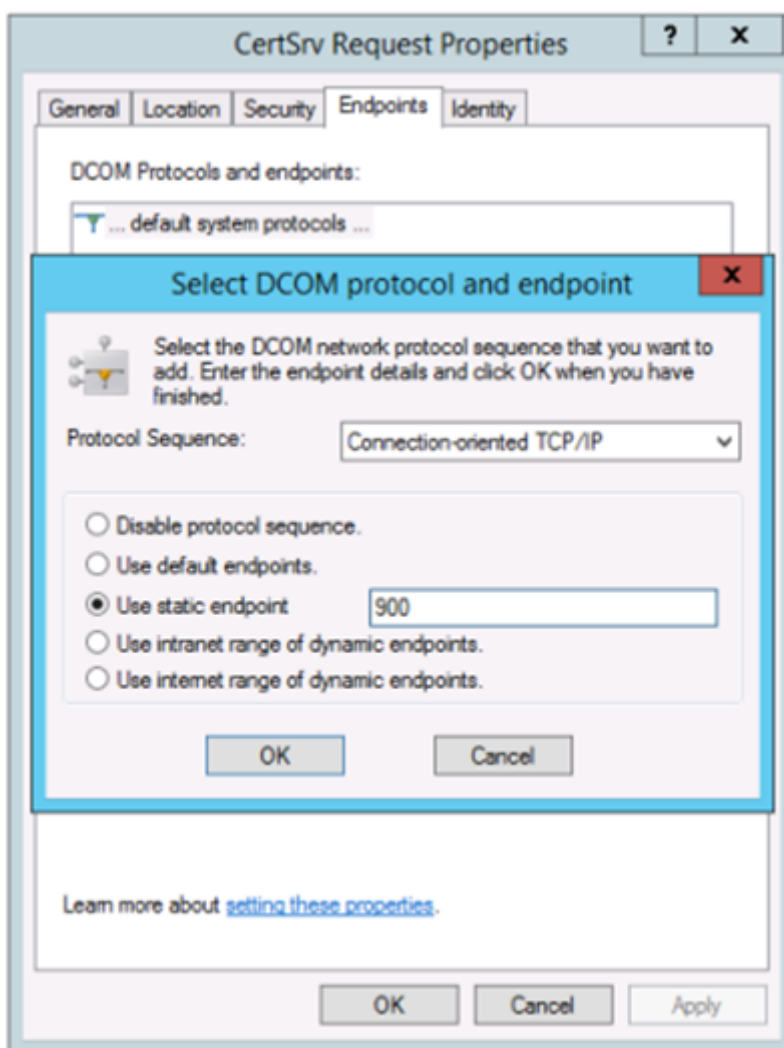 CertSrv Request Properties
? x
General Location Security Endpoints Identity
DCOM Protocols and endpoints:
... default system protocols ...
Select DCOM protocol and endpoint
x
Select the DCOM network protocol sequence that you want to
add. Enter the endpoint details and click OK when you have
finished.
Protocol Sequence: Connection-oriented TCP/IP
Disable protocol sequence.
Use default endpoints.
Use static endpoint 900
Use intranet range of dynamic endpoints.
Use internet range of dynamic endpoints.
OK Cancel
Learn more about setting these properties.
OK Cancel Apply